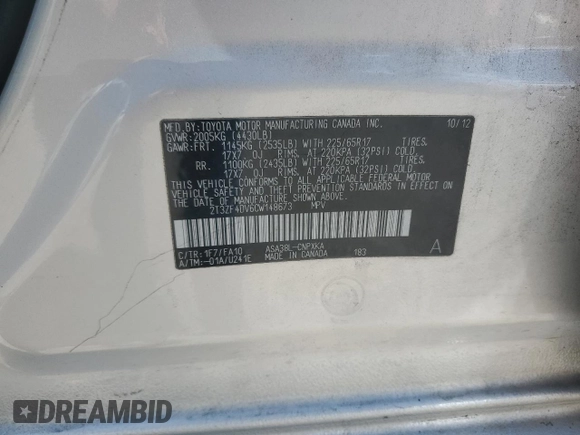 MFD.BY:TOYOTA MOTOR MANUFACTURING CANADA INC. 10/12
GVWR:2005KG (4430LB)
GAWR:FRT. 1145KG (2535LB) WITH 225/65R17 TIRES.
17X7 OJ RIMS, AT 220KPA (32PSI) COLD.
RR. 1100KG (2435LB) WITH 225/65R17 TIRES.
17X7 OJ RIMS, AT 220KPA (32PSI) COLD.
THIS VEHICLE CONFORMS TO ALL APPLICABLE FEDERAL MOTOR
VEHICLE SAFETY AND THEFT PREVENTION STANDARDS IN EFFECT ON
THE DATE OF MANUFACTURE SHOWN ABOVE.
2T3ZF4DV6CW148673 MPV
C/TR:1F7/FA10 ASA38L-CNPXKA A
A/TM:-01A/U241E MADE IN CANADA 183
DREAMBID